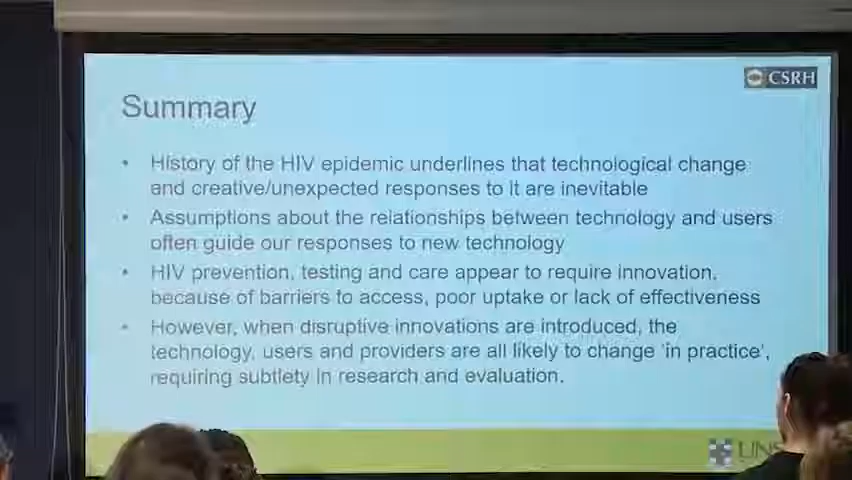 CSRH
Summary
• History of the HIV epidemic underlines that technological change
and creative/unexpected responses to it are inevitable
• Assumptions about the relationships between technology and users
often guide our responses to new technology
• HIV prevention, testing and care appear to require innovation,
because of barriers to access, poor uptake or lack of effectiveness
• However, when disruptive innovations are introduced, the
technology, users and providers are all likely to change 'in practice',
requiring subtlety in research and evaluation.